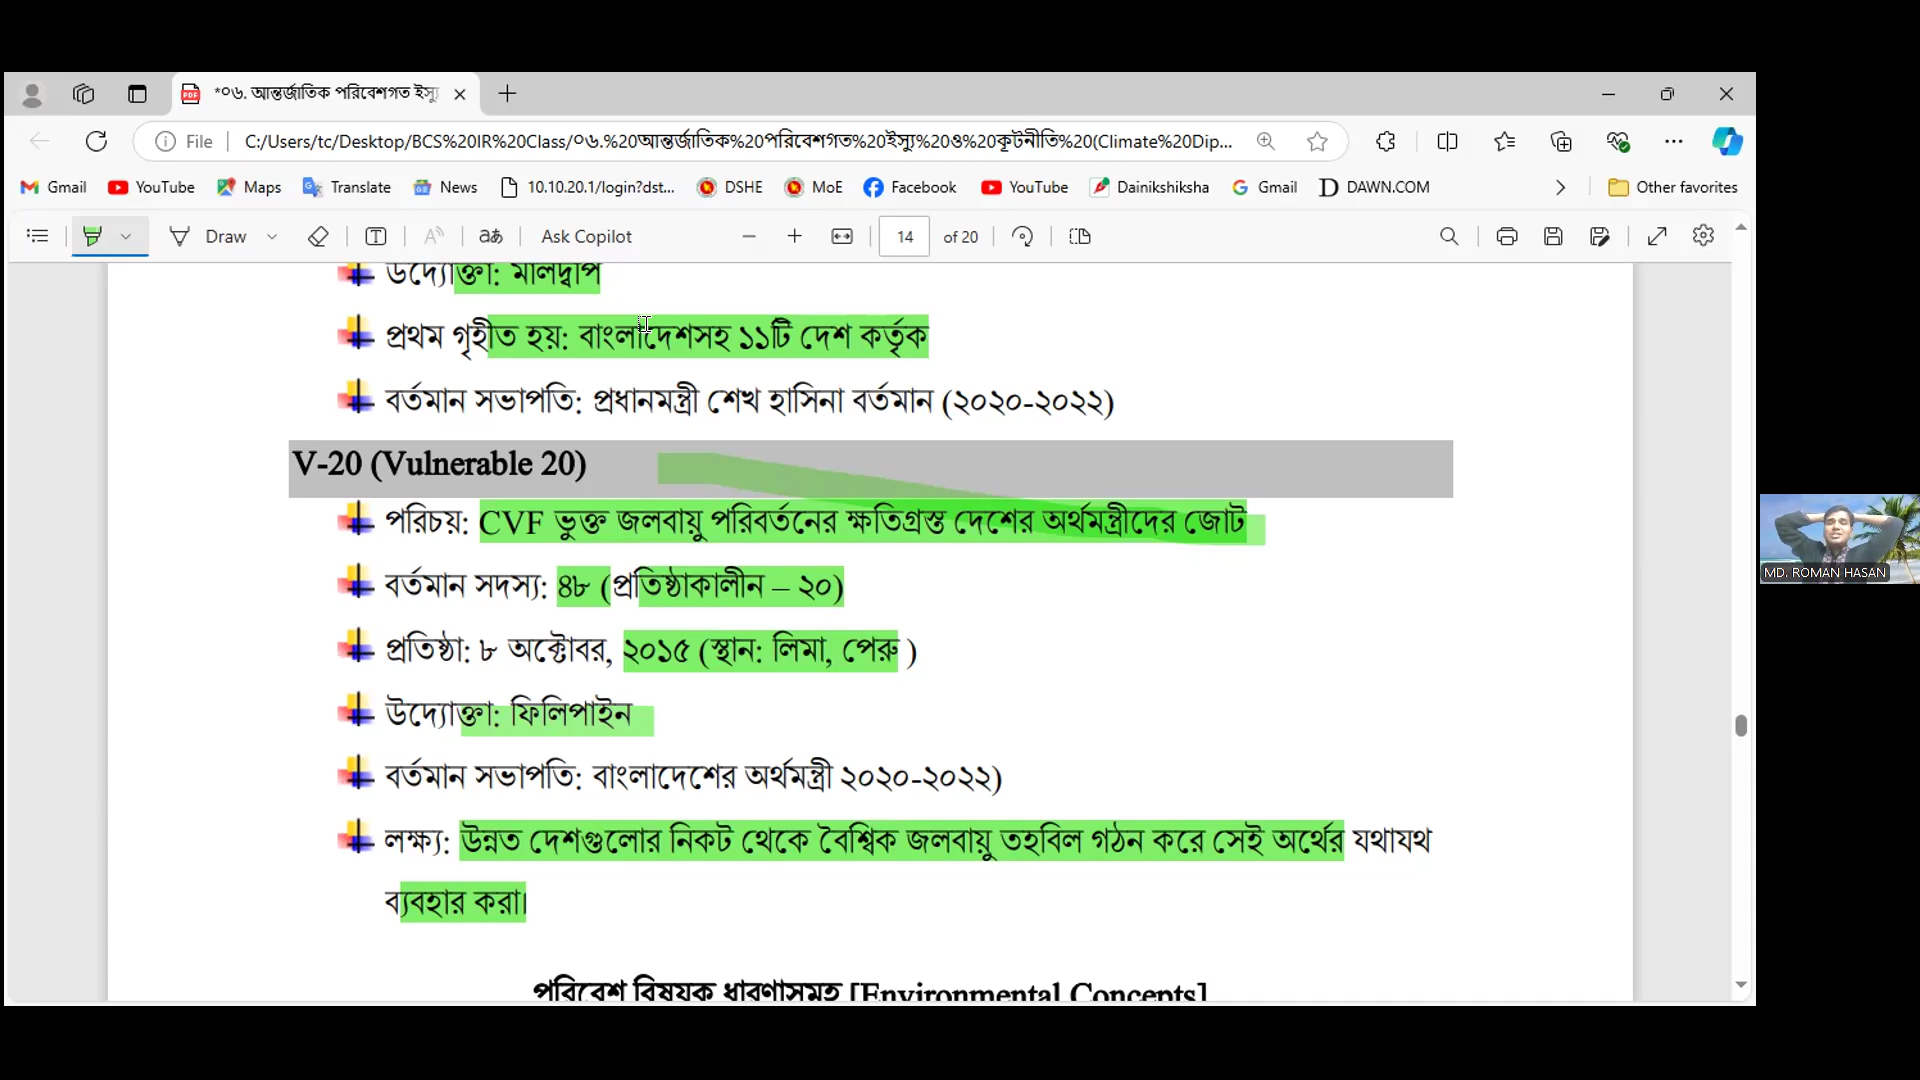 *০৬. আন্তর্জাতিক পরিবেশগত ইস্যু
File C:/Users/tc/Desktop/BCS%20IR%20Class/০৬.%20আন্তর্জাতিক%20পরিবেশগত%20ইস্যু%20ও%20কূটনীতি%20(Climate%20Dip...
Gmail YouTube Maps Translate News 10.10.20.1/login?dst... DSHE MoE Facebook YouTube Dainikshiksha Gmail DAWN.COM Other favorites
Draw Ask Copilot 14 of 20
উদ্যোক্তা: মালদ্বীপ
প্রথম গৃহীত হয়: বাংলাদেশসহ ১১টি দেশ কর্তৃক
বর্তমান সভাপতি: প্রধানমন্ত্রী শেখ হাসিনা বর্তমান (২০২০-২০২২)
V-20 (Vulnerable 20)
পরিচয়: CVF ভুক্ত জলবায়ু পরিবর্তনের ক্ষতিগ্রস্ত দেশের অর্থমন্ত্রীদের জোট
বর্তমান সদস্য: ৪৮ (প্রতিষ্ঠাকালীন – ২০)
প্রতিষ্ঠা: ৮ অক্টোবর, ২০১৫ (স্থান: লিমা, পেরু )
উদ্যোক্তা: ফিলিপাইন
বর্তমান সভাপতি: বাংলাদেশের অর্থমন্ত্রী ২০২০-২০২২)
লক্ষ্য: উন্নত দেশগুলোর নিকট থেকে বৈশ্বিক জলবায়ু তহবিল গঠন করে সেই অর্থের যথাযথ
ব্যবহার করা।
পরিবেশ বিষয়ক ধারণাসমূহ [Environmental Concepts]
MD. ROMAN HASAN